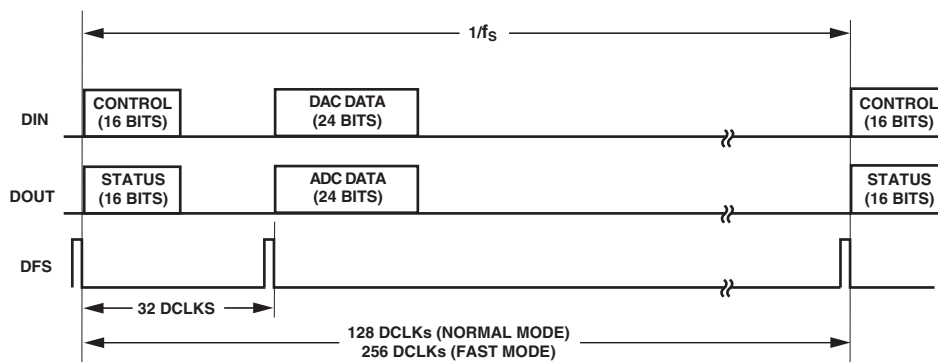 1/fS
DIN
CONTROL
(16 BITS)
DAC DATA
(24 BITS)
CONTROL
(16 BITS)
DOUT
STATUS
(16 BITS)
ADC DATA
(24 BITS)
STATUS
(16 BITS)
DFS
32 DCLKS
128 DCLKs (NORMAL MODE)
256 DCLKs (FAST MODE)